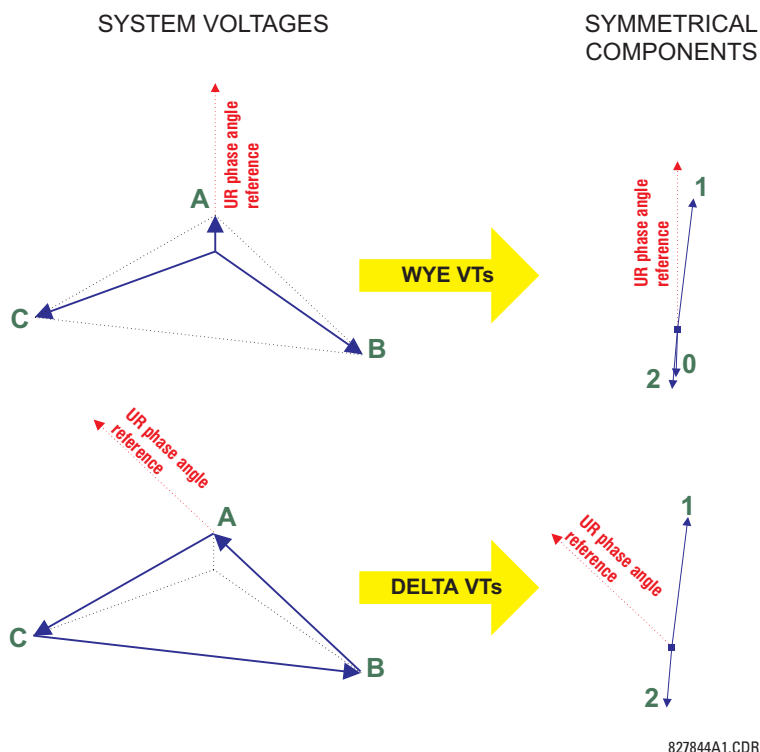 SYSTEM VOLTAGES
SYMMETRICAL
COMPONENTS
UR phase angle
reference
A
C
B
WYE VTs
UR phase angle
reference
1
2
0
UR phase angle
reference
A
C
B
DELTA VTs
UR phase angle
reference
1
2
827844A1.CDR